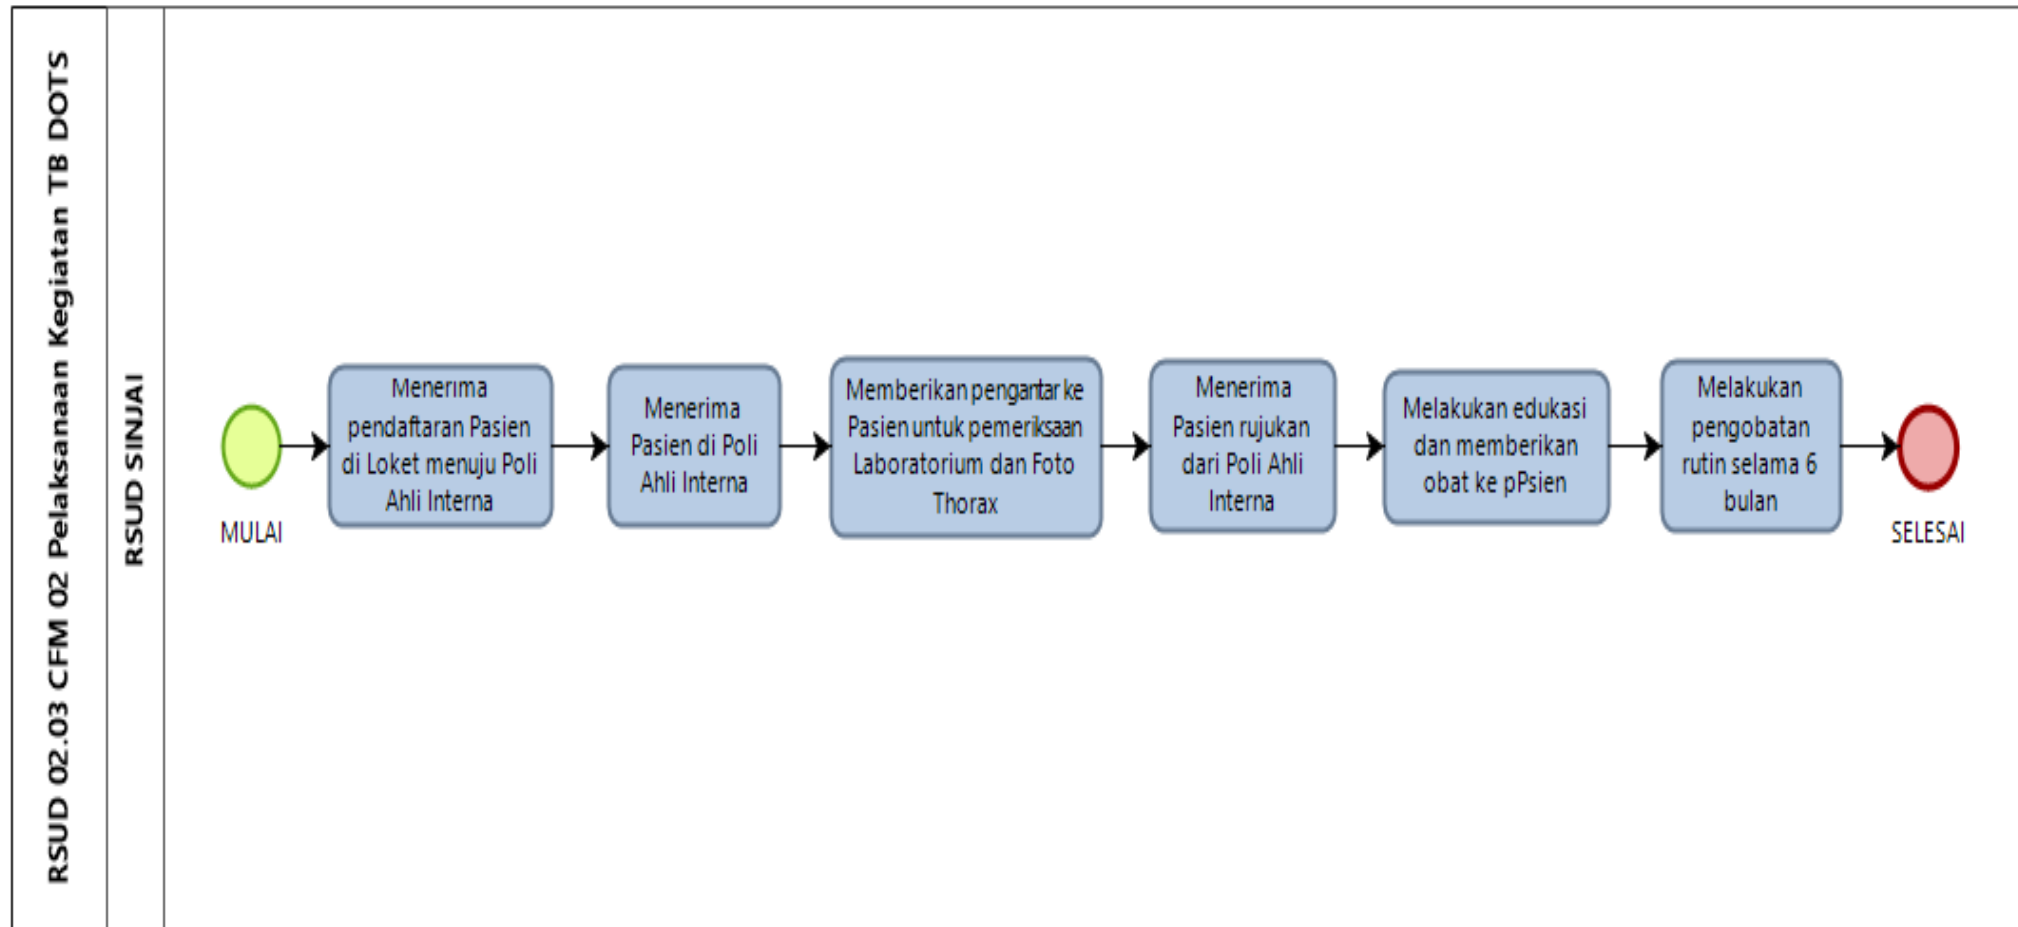 RSUD 02.03 CFM 02 Pelaksanaan Kegiatan TB DOTS
RSUD SINJAI
MULAI
Menerima
pendaftaran Pasien
di Loket menuju Poli
Ahli Interna
Menerima
Pasien di Poli
Ahli Interna
Memberikan pengantar ke
Pasien untuk pemeriksaan
Laboratorium dan Foto
Thorax
Menerima
Pasien rujukan
dari Poli Ahli
Interna
Melakukan edukasi
dan memberikan
obat ke pPsien
Melakukan
pengobatan
rutin selama 6
bulan
SELESAI